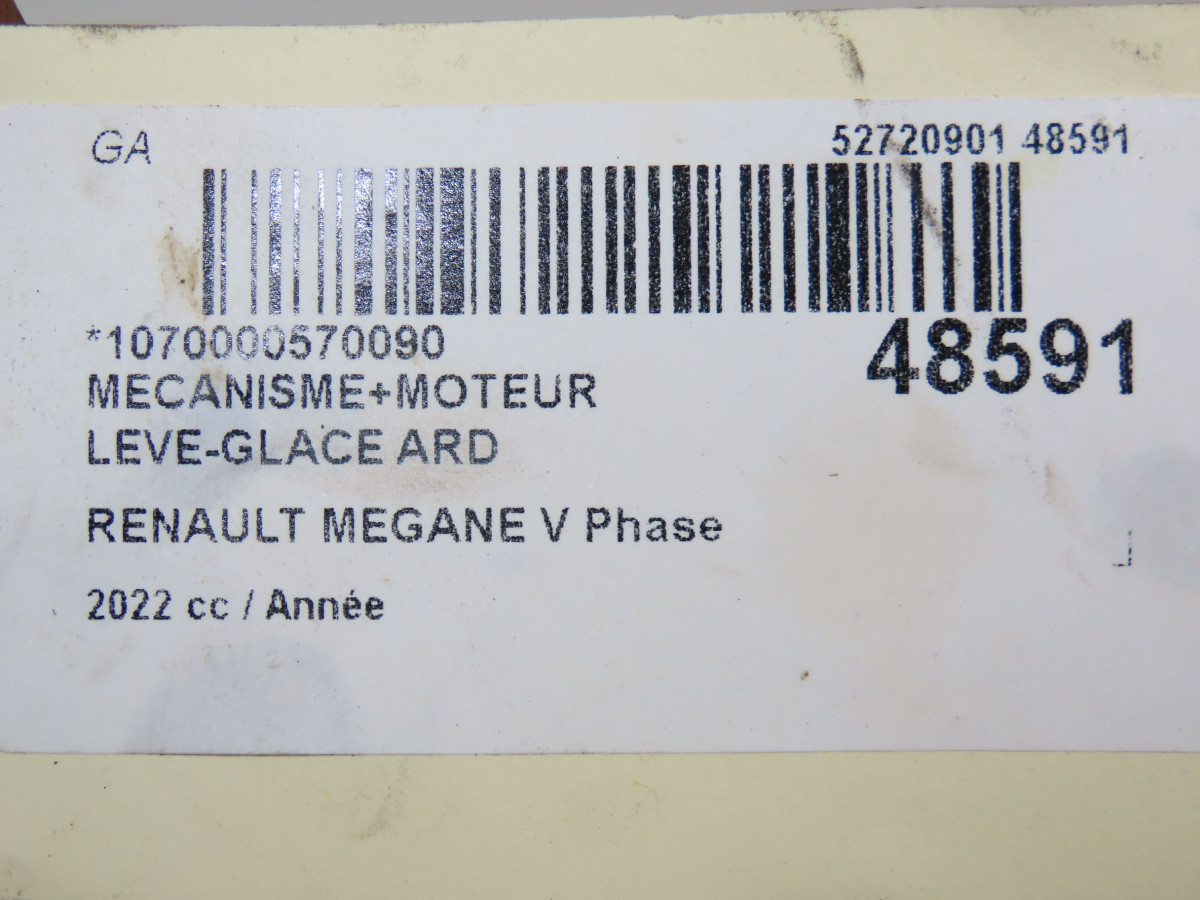 GA
52720901 48591
*1070000570090
48591
MECANISME+MOTEUR
LEVE-GLACE ARD
RENAULT MEGANE V Phase
2022 cc / Année